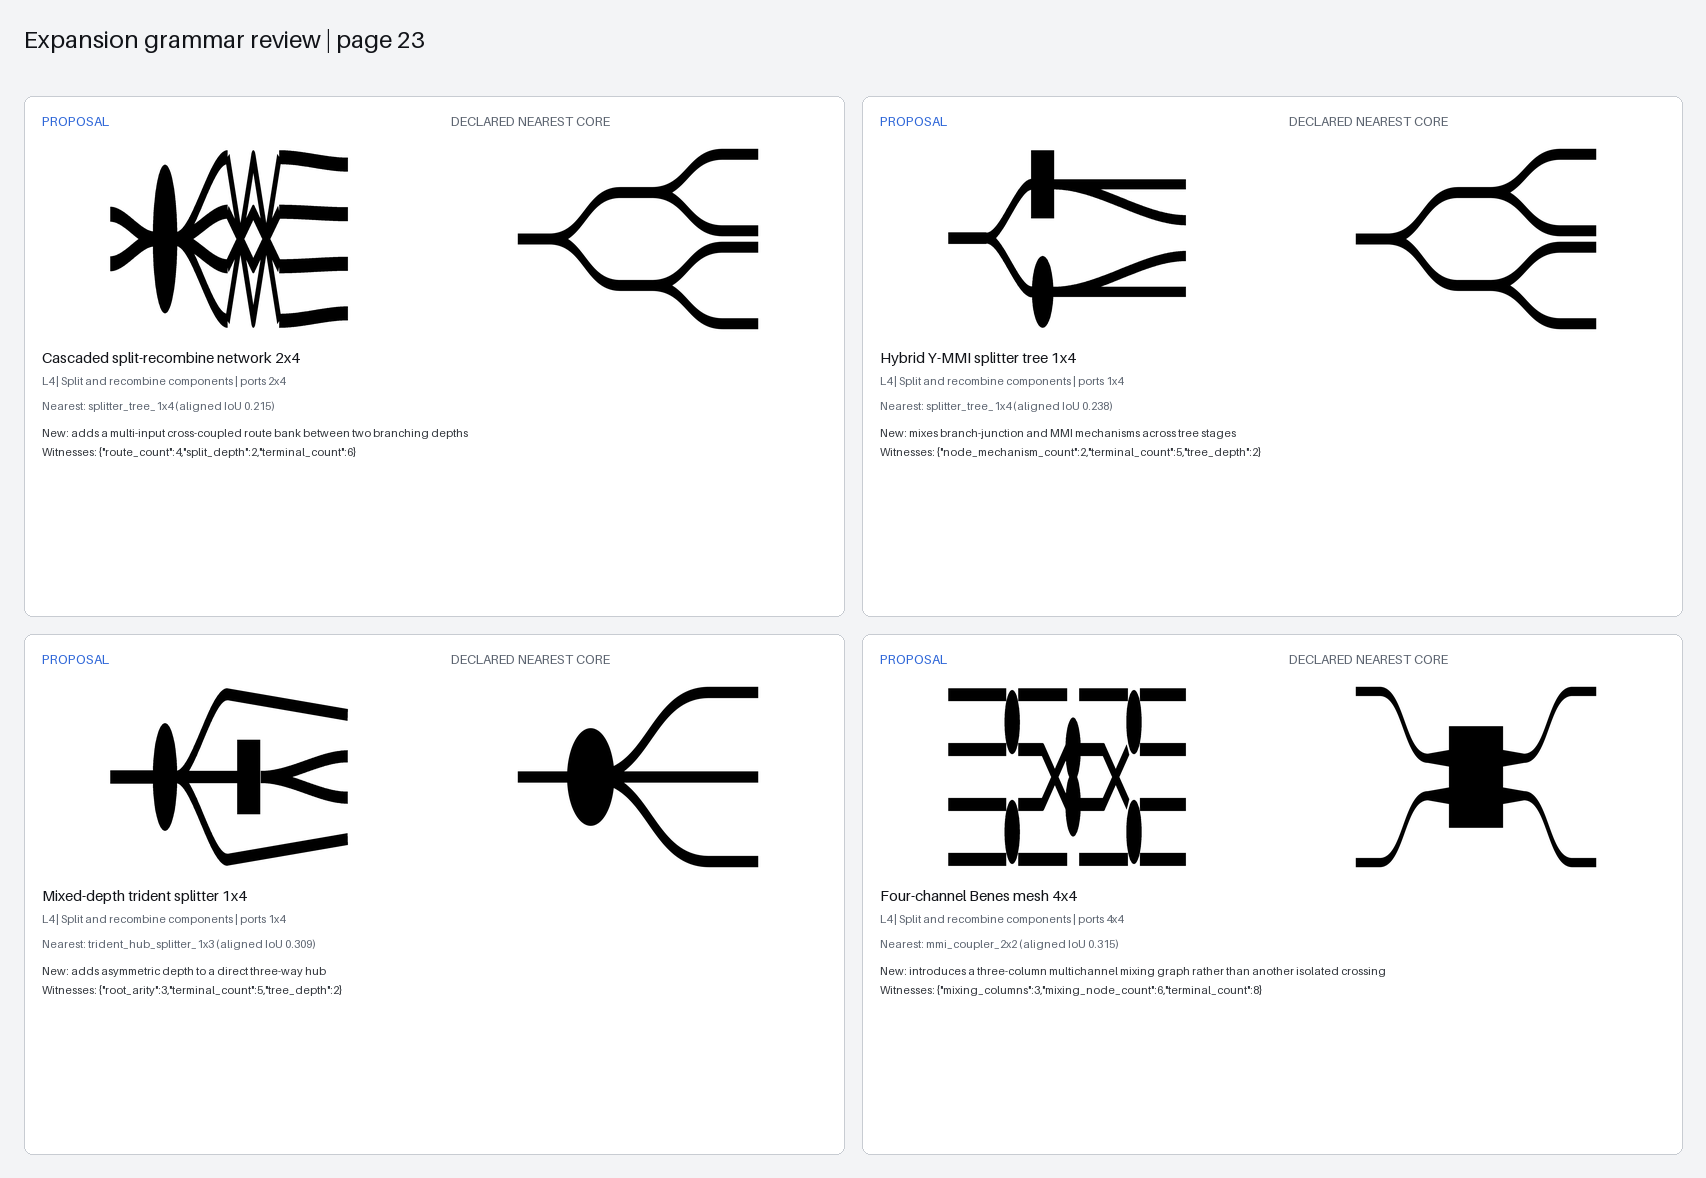 Expansion grammar review | page 23
PROPOSAL
DECLARED NEAREST CORE
Cascaded split-recombine network 2x4
L4 | Split and recombine components | ports 2x4
Nearest: splitter_tree_1x4 (aligned IoU 0.215)
New: adds a multi-input cross-coupled route bank between two branching depths
Witnesses: {"route_count":4,"split_depth":2,"terminal_count":6}
PROPOSAL
DECLARED NEAREST CORE
Hybrid Y-MMI splitter tree 1x4
L4 | Split and recombine components | ports 1x4
Nearest: splitter_tree_1x4 (aligned IoU 0.238)
New: mixes branch-junction and MMI mechanisms across tree stages
Witnesses: {"node_mechanism_count":2,"terminal_count":5,"tree_depth":2}
PROPOSAL
DECLARED NEAREST CORE
Mixed-depth trident splitter 1x4
L4 | Split and recombine components | ports 1x4
Nearest: trident_hub_splitter_1x3 (aligned IoU 0.309)
New: adds asymmetric depth to a direct three-way hub
Witnesses: {"root_arity":3,"terminal_count":5,"tree_depth":2}
PROPOSAL
DECLARED NEAREST CORE
Four-channel Benes mesh 4x4
L4 | Split and recombine components | ports 4x4
Nearest: mmi_coupler_2x2 (aligned IoU 0.315)
New: introduces a three-column multichannel mixing graph rather than another isolated crossing
Witnesses: {"mixing_columns":3,"mixing_node_count":6,"terminal_count":8}